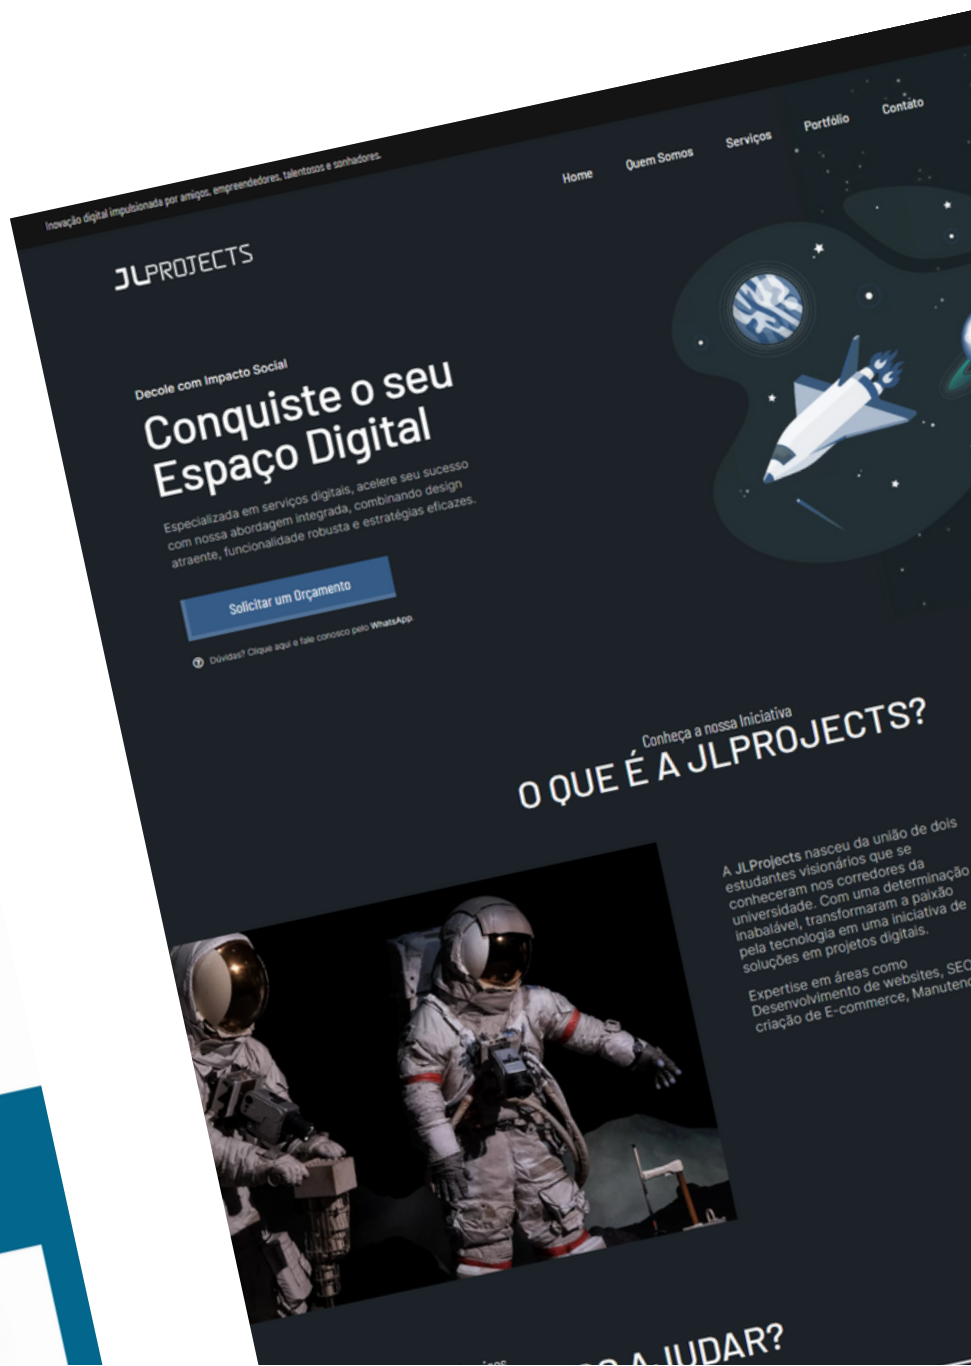 Inovação digital impulsionada por amigos, empreendedores, talentosos e sonhadores.
JLPROJECTS
Home
Quem Somos
Serviços
Portfólio
Contato
Decole com Impacto Social
Conquiste o seu
Espaço Digital
Especializada em serviços digitais, acelere seu sucesso
com nossa abordagem integrada, combinando design
atraente, funcionalidade robusta e estratégias eficazes.
Solicitar um Orçamento
Dúvidas? Clique aqui e fale conosco pelo WhatsApp.
Conheça a nossa Iniciativa
O QUE É A JLPROJECTS?
A JLProjects nasceu da união de dois
estudantes visionários que se
conheceram nos corredores da
universidade. Com uma determinação
inabalável, transformaram a paixão
pela tecnologia em uma iniciativa de
soluções em projetos digitais.
Expertise em áreas como
Desenvolvimento de websites, SEO
criação de E-commerce,
AJUDAR?